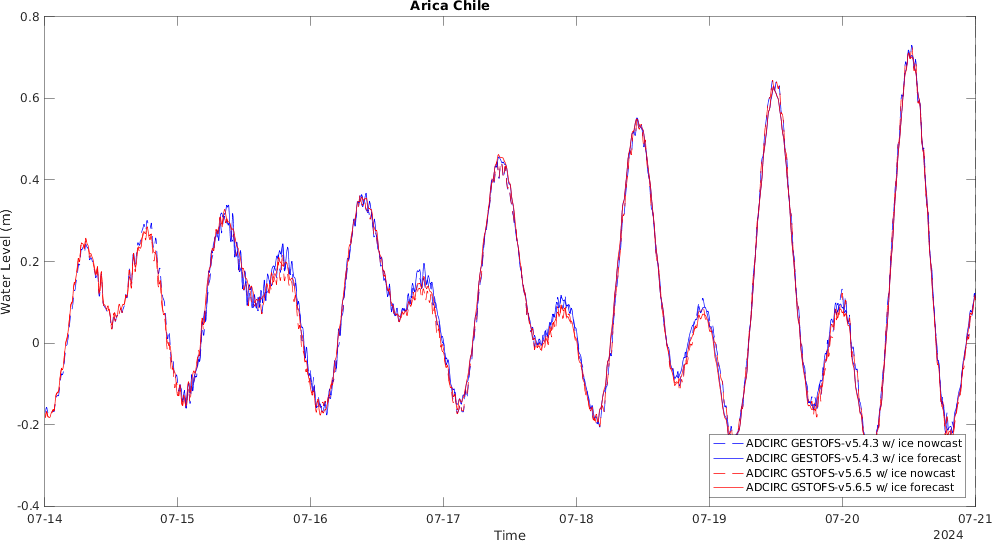 Arica Chile
0.8
0.6
0.4
0.2
0
-0.2
-0.4
Water Level (m)
ADCIRC GESTOFS-v5.4.3 w/ ice nowcast
ADCIRC GESTOFS-v5.4.3 w/ ice forecast
ADCIRC GSTOFS-v5.6.5 w/ ice nowcast
ADCIRC GSTOFS-v5.6.5 w/ ice forecast
07-14 07-15 07-16 07-17 07-18 07-19 07-20 07-21
Time
2024